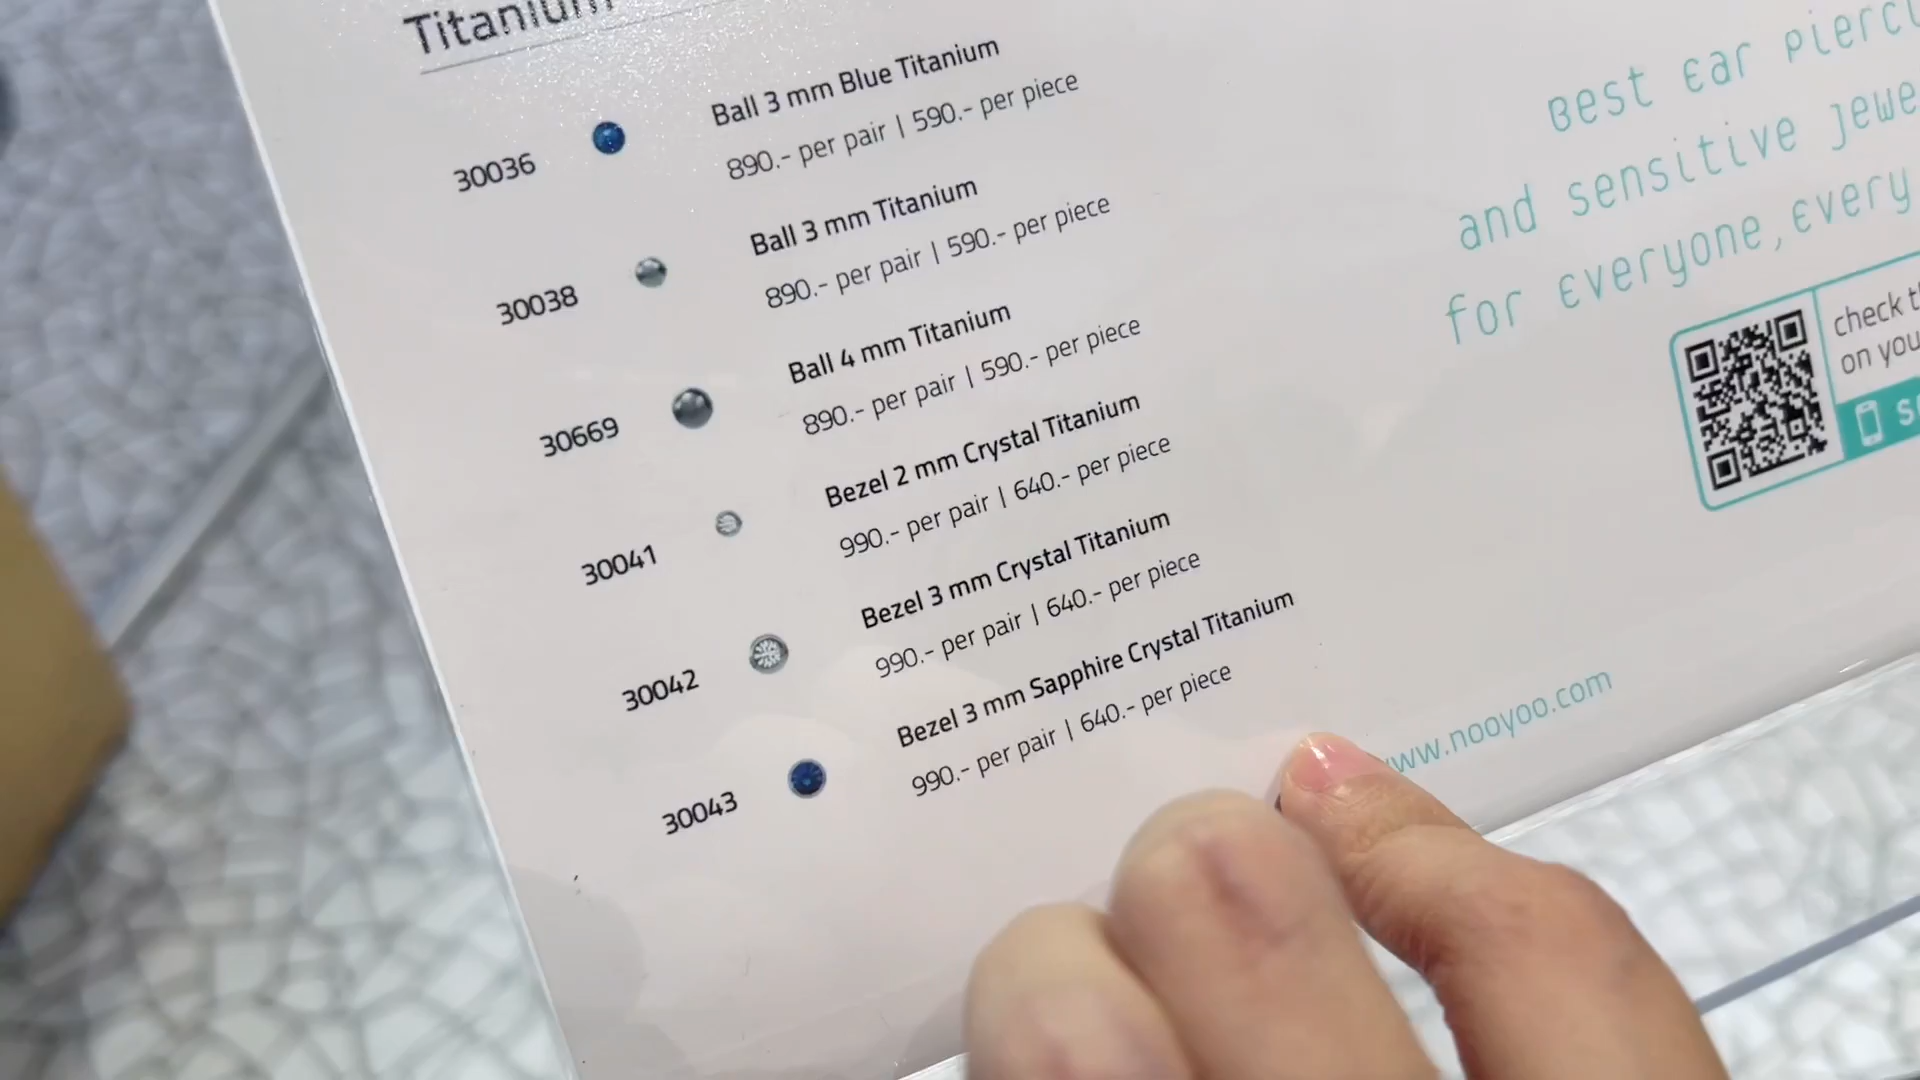 Titanium
30036
Ball 3 mm Blue Titanium
890.- per pair | 590.- per piece
30038
Ball 3 mm Titanium
890.- per pair | 590.- per piece
30669
Ball 4 mm Titanium
890.- per pair | 590.- per piece
30041
Bezel 2 mm Crystal Titanium
990.- per pair | 640.- per piece
30042
Bezel 3 mm Crystal Titanium
990.- per pair | 640.- per piece
30043
Bezel 3 mm Sapphire Crystal Titanium
990.- per pair | 640.- per piece
Best Ear
and sensitive
for Everyone, Every
check
on
www.nooyoo.com